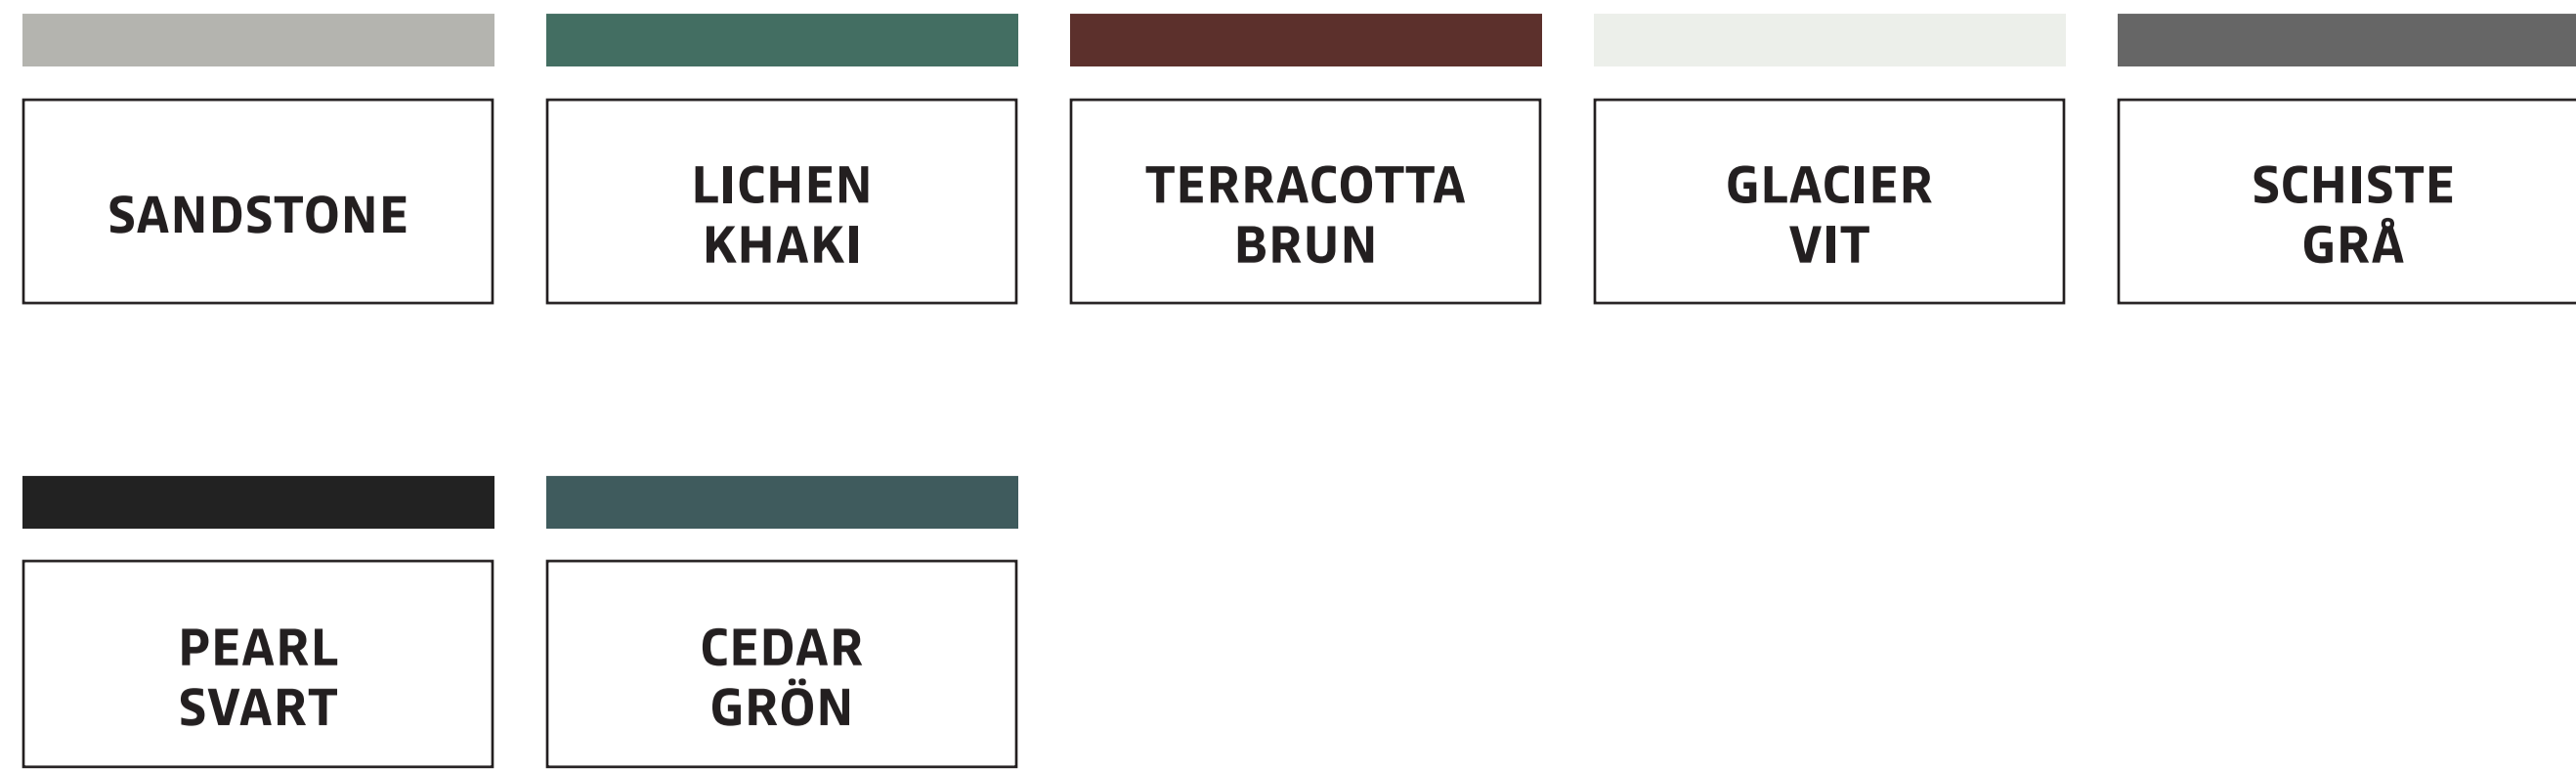 SANDSTONE
LICHEN
KHAKI
TERRACOTTA
BRUN
GLACIER
VIT
SCHISTE
GRÅ
PEARL
SVART
CEDAR
GRÖN